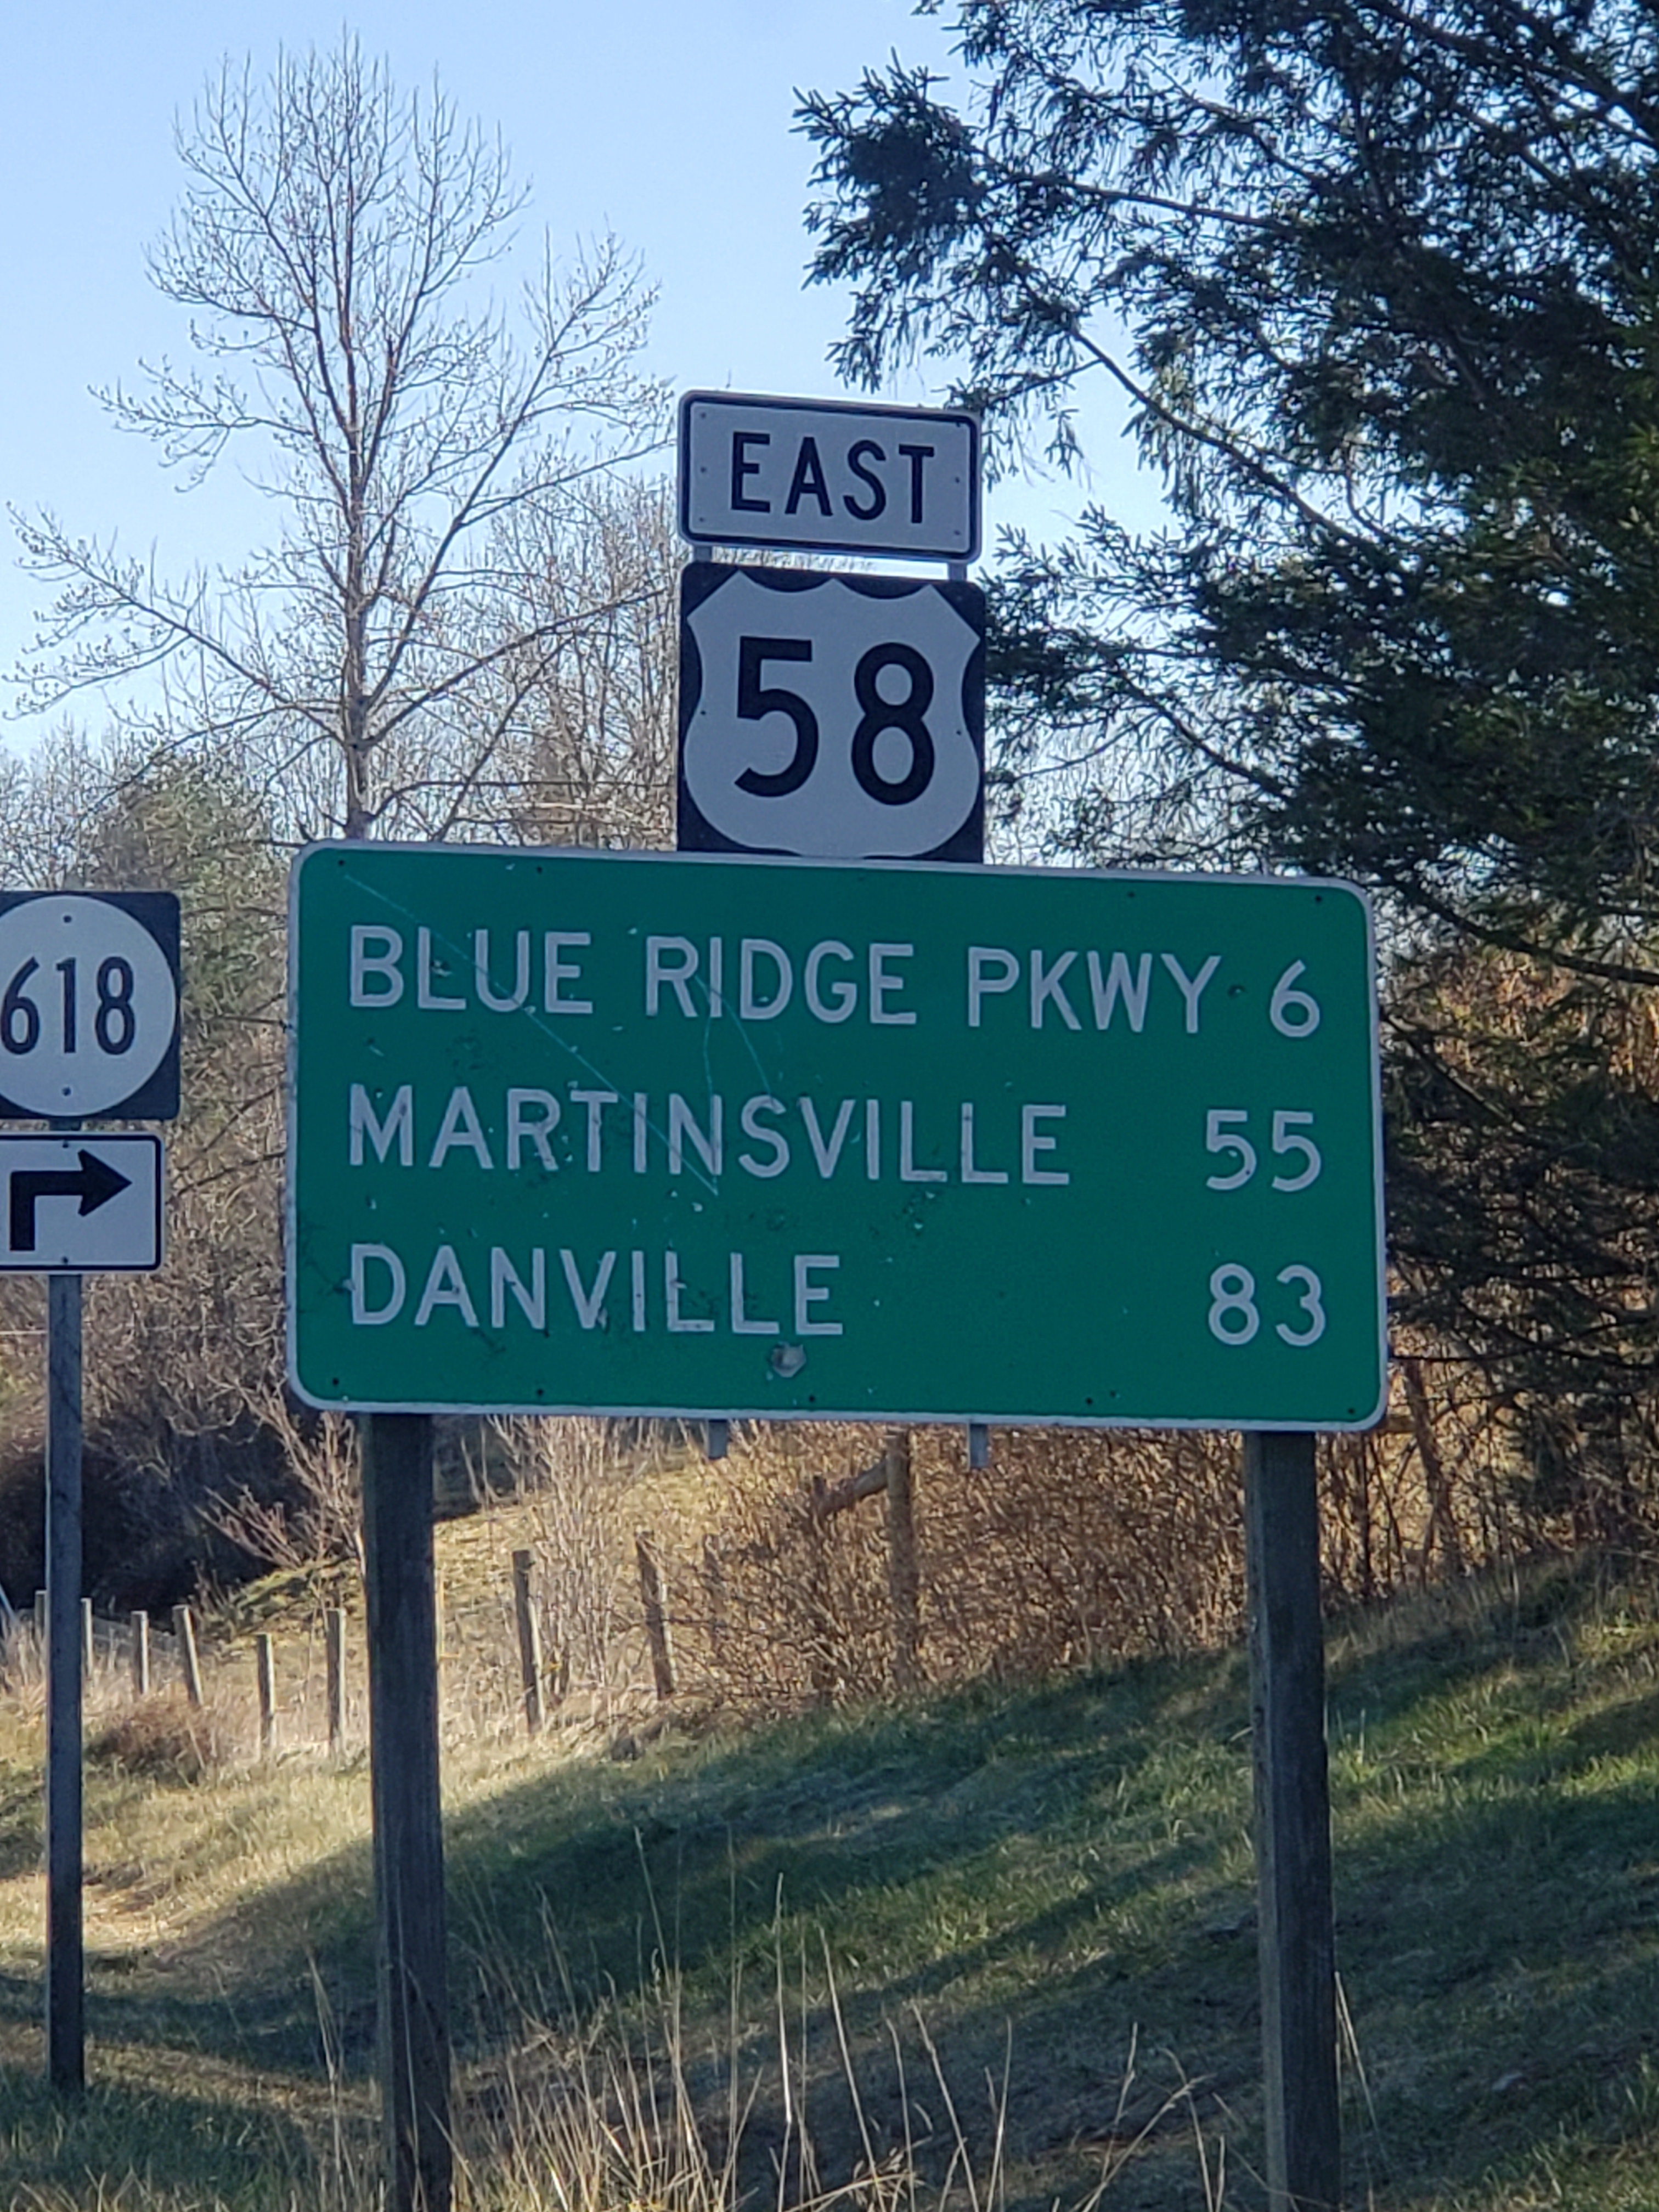 EAST
58
618
BLUE RIDGE PKWY 6
MARTINSVILLE 55
DANVILLE 83